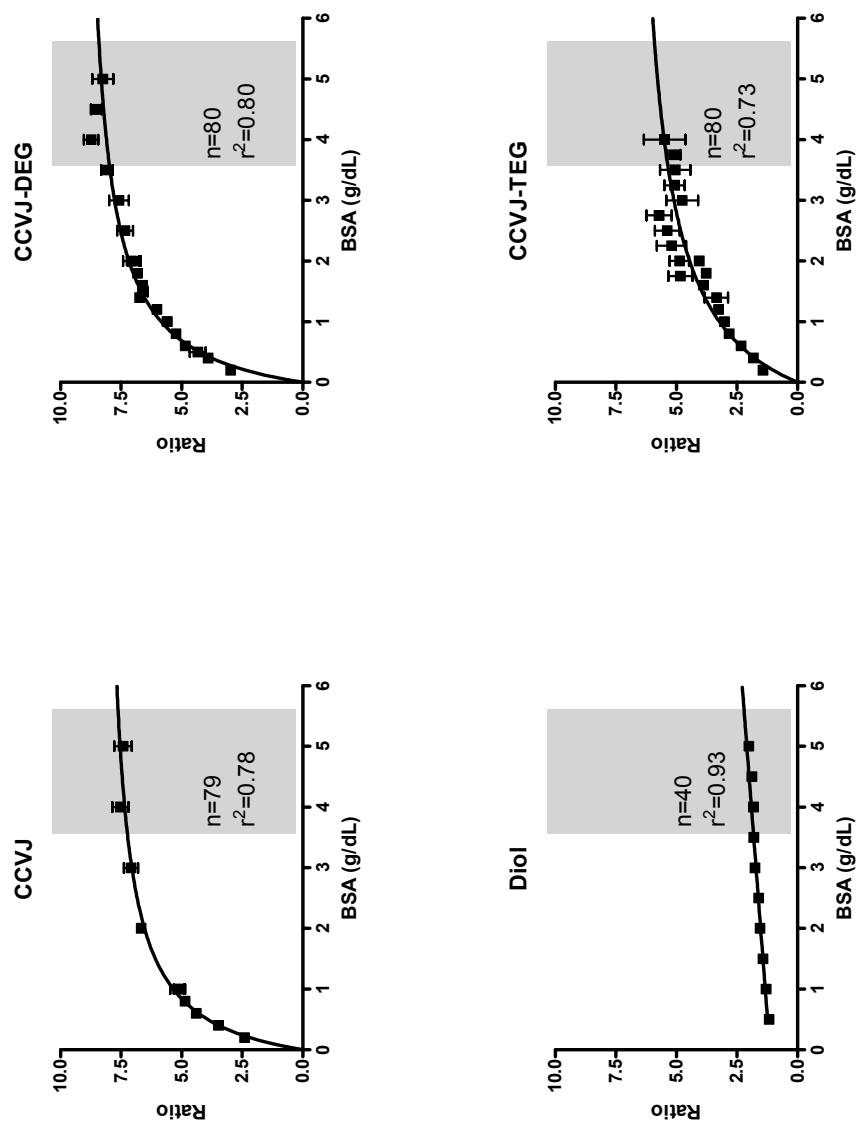 CCVJ
10.0
7.5
5.0
2.5
0.0
Ratio
n=79
r²=0.78
0 1 2 3 4 5 6
BSA (g/dL)
CCVJ-DEG
10.0
7.5
5.0
2.5
0.0
Ratio
n=80
r²=0.80
0 1 2 3 4 5 6
BSA (g/dL)
Diol
10.0
7.5
5.0
2.5
0.0
Ratio
n=40
r²=0.93
0 1 2 3 4 5 6
BSA (g/dL)
CCVJ-TEG
10.0
7.5
5.0
2.5
0.0
Ratio
n=80
r²=0.73
0 1 2 3 4 5 6
BSA (g/dL)